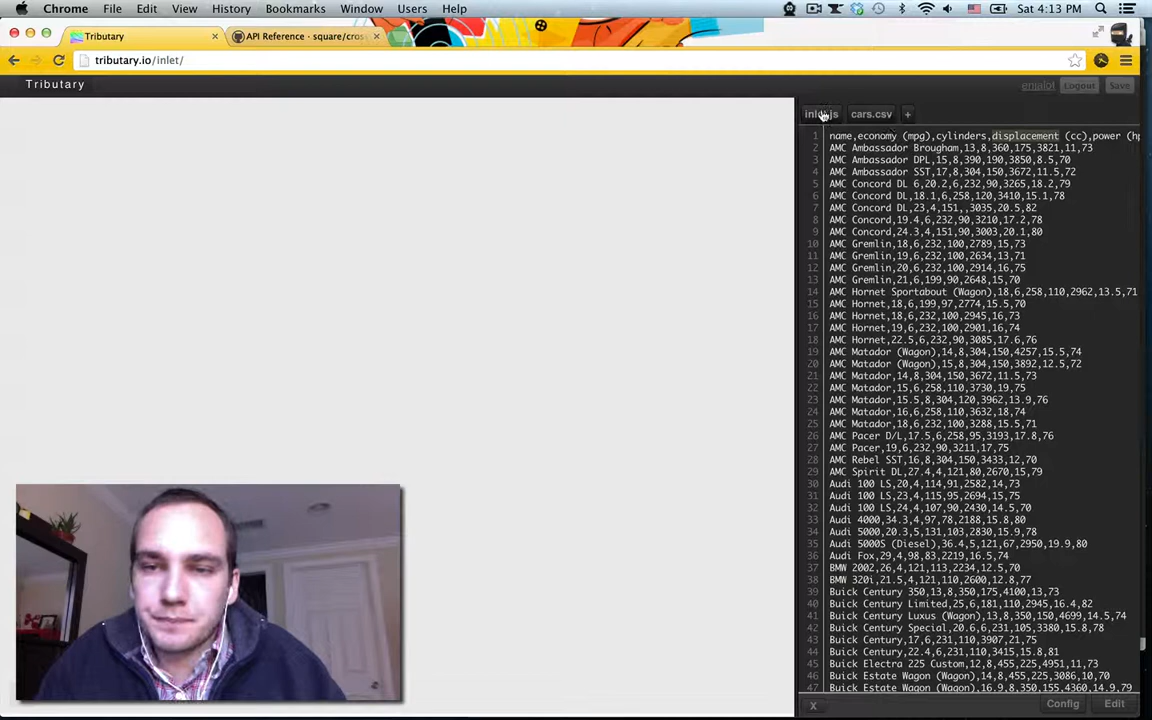 Chrome File Edit View History Bookmarks Window Users Help Sat 4:13 PM
Tributary × API Reference · square/cros ×
tributary.io/inlet/
Tributary enjalot Logout Save
cars.csv +
1 name,economy (mpg),cylinders,displacement (cc),power (hp
2 AMC Ambassador Brougham,13,8,360,175,3821,11,73
3 AMC Ambassador DPL,15,8,390,190,3850,8.5,70
4 AMC Ambassador SST,17,8,304,150,3672,11.5,72
5 AMC Concord DL 6,20.2,6,232,90,3265,18.2,79
6 AMC Concord DL,18.1,6,258,120,3410,15.1,78
7 AMC Concord DL,23,4,151,,3035,20.5,82
8 AMC Concord,19.4,6,232,90,3210,17.2,78
9 AMC Concord,24.3,4,151,90,3003,20.1,80
10 AMC Gremlin,18,6,232,100,2789,15,73
11 AMC Gremlin,19,6,232,100,2634,13,71
12 AMC Gremlin,20,6,232,100,2914,16,75
13 AMC Gremlin,21,6,199,90,2648,15,70
14 AMC Hornet Sportabout (Wagon),18,6,258,110,2962,13.5,71
15 AMC Hornet,18,6,199,97,2774,15.5,70
16 AMC Hornet,18,6,232,100,2945,16,73
17 AMC Hornet,19,6,232,100,2901,16,74
18 AMC Hornet,22.5,6,232,90,3085,17.6,76
19 AMC Matador (Wagon),14,8,304,150,4257,15.5,74
20 AMC Matador (Wagon),15,8,304,150,3892,12.5,72
21 AMC Matador,14,8,304,150,3672,11.5,73
22 AMC Matador,15,6,258,110,3730,19,75
23 AMC Matador,15.5,8,304,120,3962,13.9,76
24 AMC Matador,16,6,258,110,3632,18,74
25 AMC Matador,18,6,232,100,3288,15.5,71
26 AMC Pacer D/L,17.5,6,258,95,3193,17.8,76
27 AMC Pacer,19,6,232,90,3211,17,75
28 AMC Rebel SST,16,8,304,150,3433,12,70
29 AMC Spirit DL,27.4,4,121,80,2670,15,79
30 Audi 100 LS,20,4,114,91,2582,14,73
31 Audi 100 LS,23,4,115,95,2694,15,75
32 Audi 100 LS,24,4,107,90,2430,14.5,70
33 Audi 4000,34.3,4,97,78,2188,15.8,80
34 Audi 5000,20.3,5,131,103,2830,15.9,78
35 Audi 5000S (Diesel),36.4,5,121,67,2950,19.9,80
36 Audi Fox,29,4,98,83,2219,16.5,74
37 BMW 2002,26,4,121,113,2234,12.5,70
38 BMW 320i,21.5,4,121,110,2600,12.8,77
39 Buick Century 350,13,8,350,175,4100,13,73
40 Buick Century Limited,25,6,181,110,2945,16.4,82
41 Buick Century Luxus (Wagon),13,8,350,150,4699,14.5,74
42 Buick Century Special,20.6,6,231,105,3380,15.8,78
43 Buick Century,17,6,231,110,3907,21,75
44 Buick Century,22.4,6,231,110,3415,15.8,81
45 Buick Electra 225 Custom,12,8,455,225,4951,11,73
46 Buick Estate Wagon (Wagon),14,8,455,225,3086,10,70
47 Buick Estate Wagon (Wagon),16.9,8,350,155,4360,14.9,79
X Config Edit